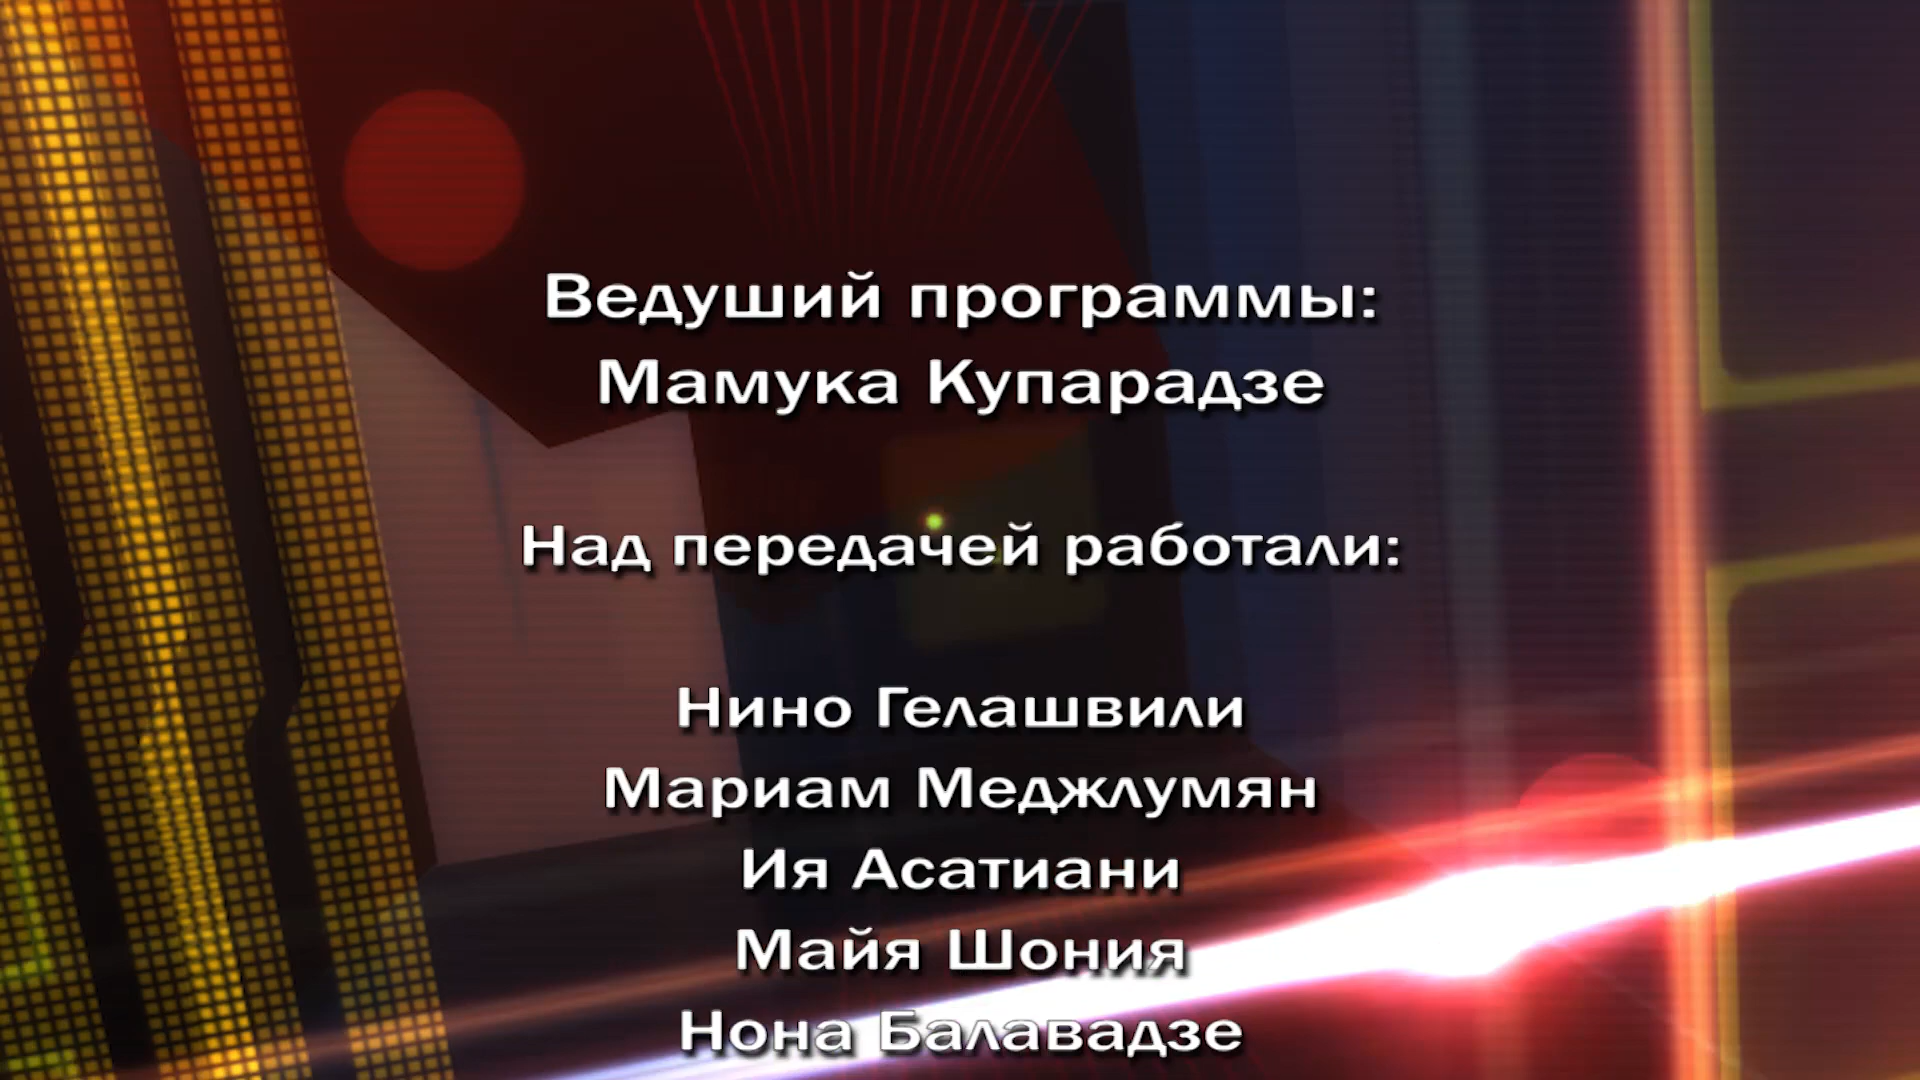 Ведуший программы:
Мамука Купарадзе
Над передачей работали:
Нино Гелашвили
Мариам Меджлумян
Ия Асатиани
Майя Шония
Нона Балавадзе